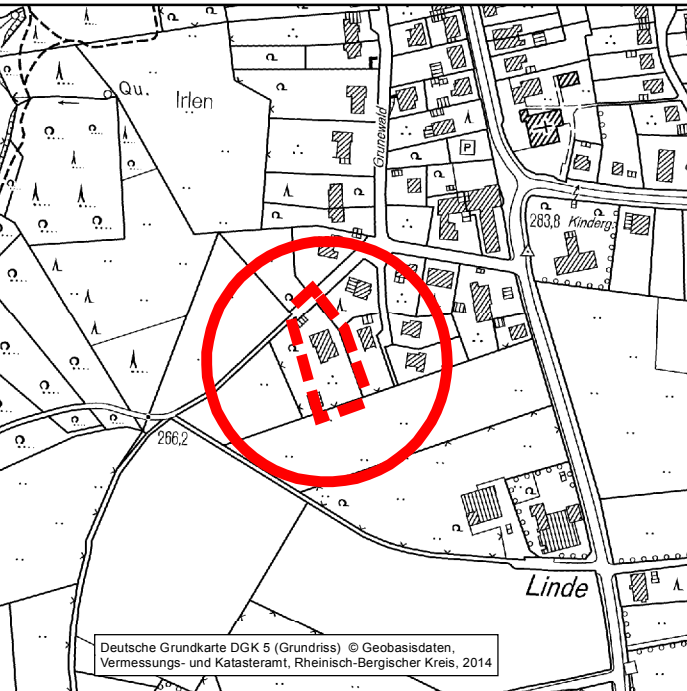 Qu.
Irlen
Grunewald
P
283,8 Kinderg.
266,2
Linde
Deutsche Grundkarte DGK 5 (Grundriss) © Geobasisdaten,
Vermessungs- und Katasteramt, Rheinisch-Bergischer Kreis, 2014